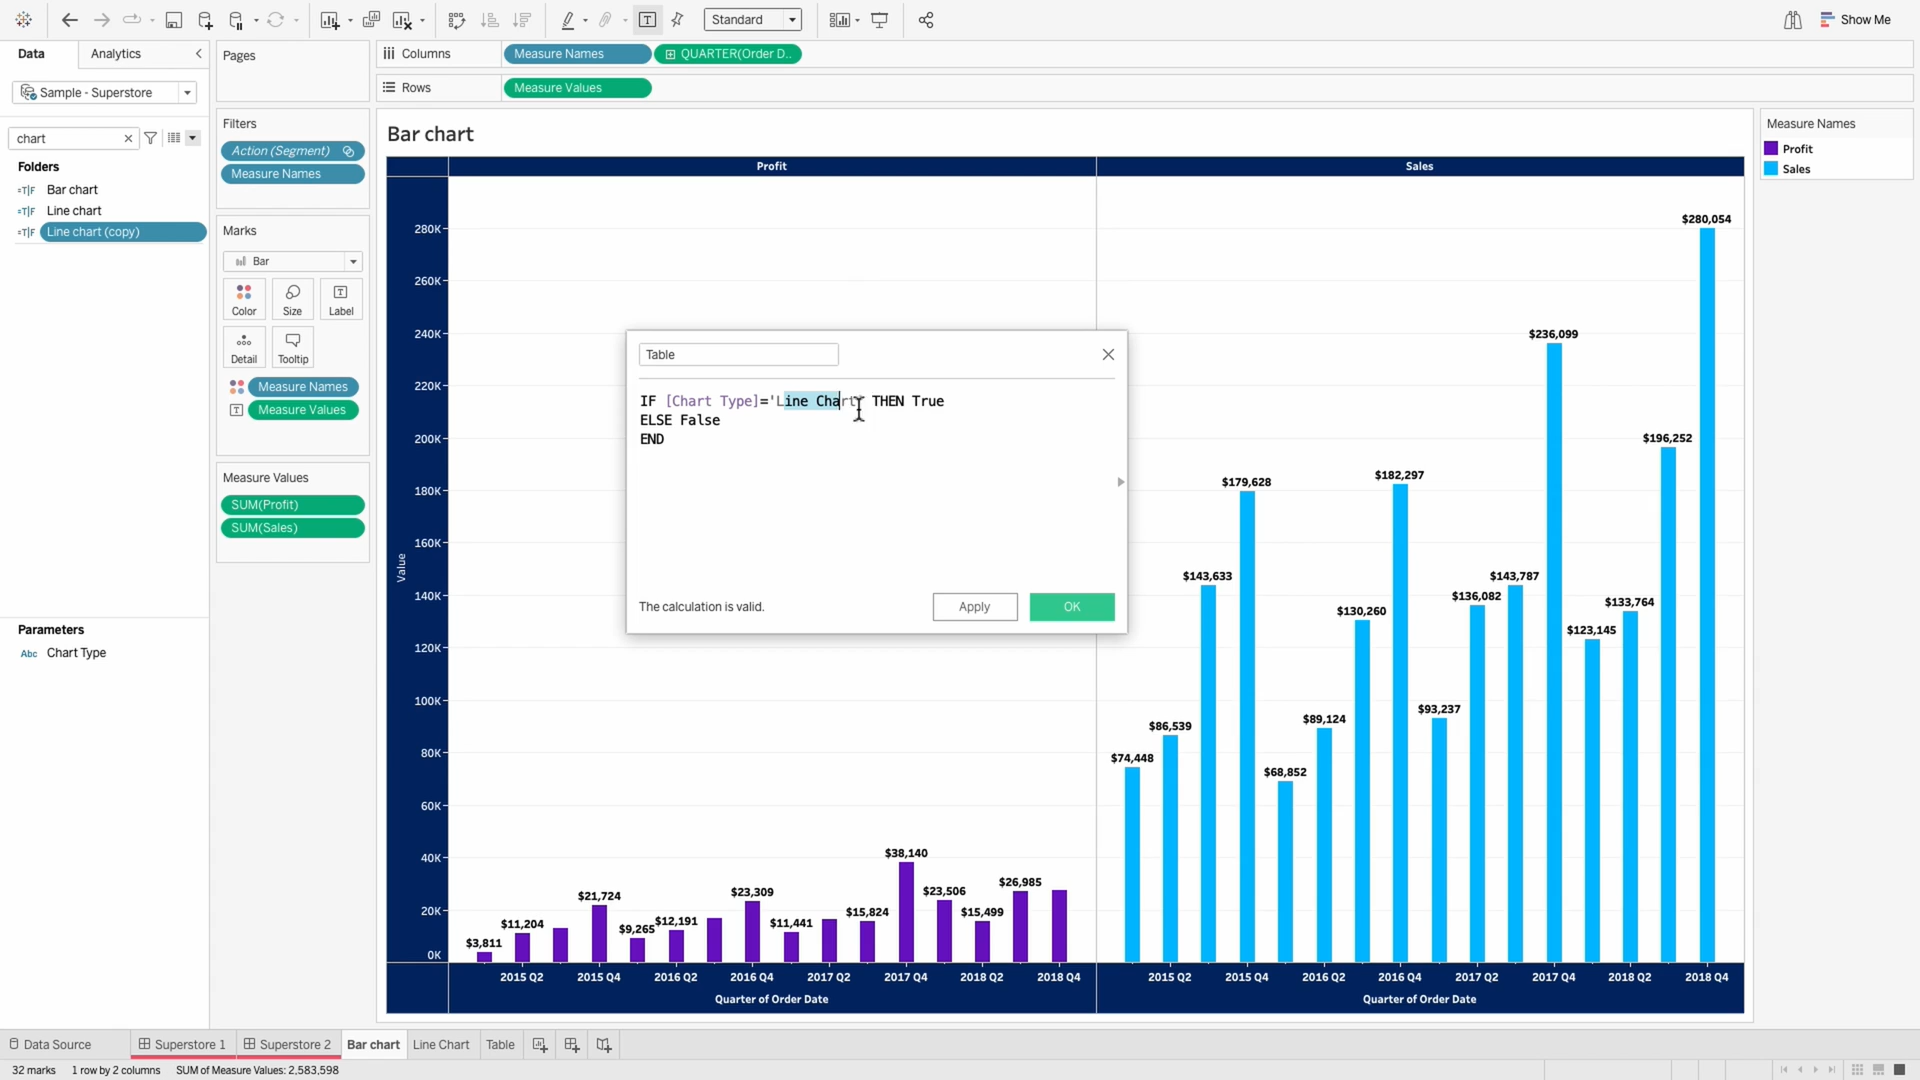 Standard
Show Me
Data
Analytics
Pages
Columns
Measure Names
QUARTER(Order D..
Sample - Superstore
Rows
Measure Values
chart
Filters
Action (Segment)
Measure Names
Folders
Bar chart
Line chart
Line chart (copy)
Marks
Bar
Color
Size
Label
Detail
Tooltip
Measure Names
Measure Values
Measure Values
SUM(Profit)
SUM(Sales)
Parameters
Abc Chart Type
Bar chart
Profit
Sales
280K
260K
240K
220K
200K
180K
160K
140K
120K
100K
80K
60K
40K
20K
0K
Value
$3,811
$11,204
$21,724
$9,265
$12,191
$23,309
$11,441
$15,824
$38,140
$23,506
$15,499
$26,985
$74,448
$86,539
$143,633
$179,628
$68,852
$89,124
$130,260
$182,297
$93,237
$136,082
$143,787
$236,099
$123,145
$133,764
$196,252
$280,054
2015 Q2 2015 Q4 2016 Q2 2016 Q4 2017 Q2 2017 Q4 2018 Q2 2018 Q4
2015 Q2 2015 Q4 2016 Q2 2016 Q4 2017 Q2 2017 Q4 2018 Q2 2018 Q4
Quarter of Order Date
Quarter of Order Date
Table
IF [Chart Type]='Line Chart' THEN True
ELSE False
END
The calculation is valid.
Apply
OK
Measure Names
Profit
Sales
Data Source
Superstore 1
Superstore 2
Bar chart
Line Chart
Table
32 marks
1 row by 2 columns
SUM of Measure Values: 2,583,598